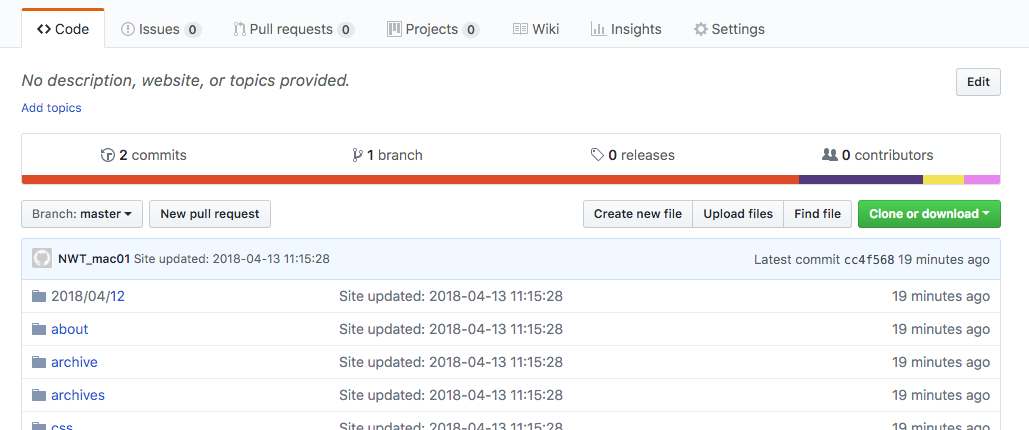 Code Issues 0 Pull requests 0 Projects 0 Wiki Insights Settings
No description, website, or topics provided. Edit
Add topics
2 commits 1 branch 0 releases 0 contributors
Branch: master New pull request Create new file Upload files Find file Clone or download
NWT_mac01 Site updated: 2018-04-13 11:15:28 Latest commit cc4f568 19 minutes ago
2018/04/12 Site updated: 2018-04-13 11:15:28 19 minutes ago
about Site updated: 2018-04-13 11:15:28 19 minutes ago
archive Site updated: 2018-04-13 11:15:28 19 minutes ago
archives Site updated: 2018-04-13 11:15:28 19 minutes ago
css Site updated: 2018-04-13 11:15:28 19 minutes ago